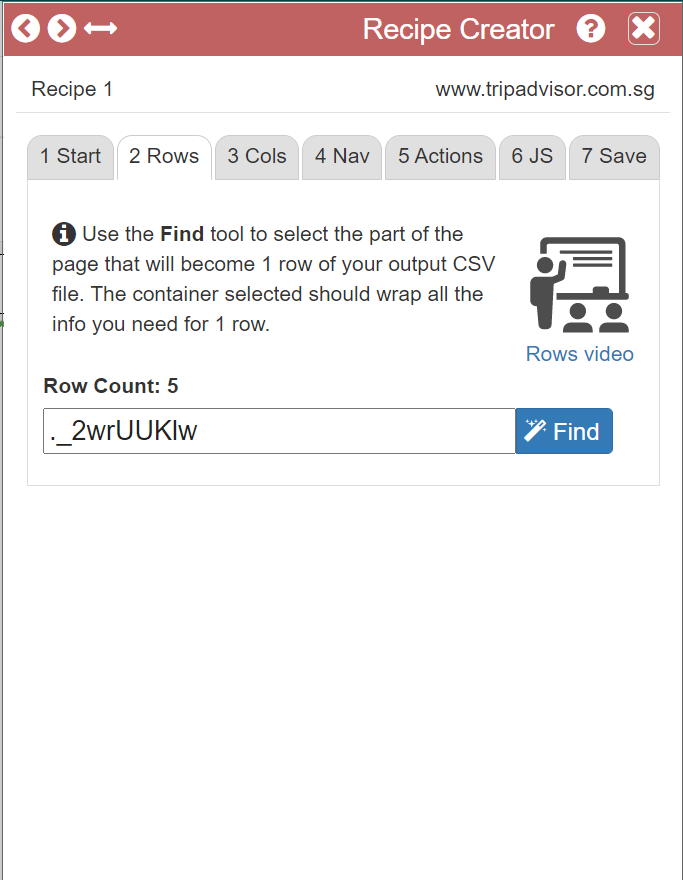 Recipe Creator
Recipe 1 www.tripadvisor.com.sg
1 Start 2 Rows 3 Cols 4 Nav 5 Actions 6 JS 7 Save
Use the Find tool to select the part of the
page that will become 1 row of your output CSV
file. The container selected should wrap all the
info you need for 1 row.
Rows video
Row Count: 5
._2wrUUKlw Find